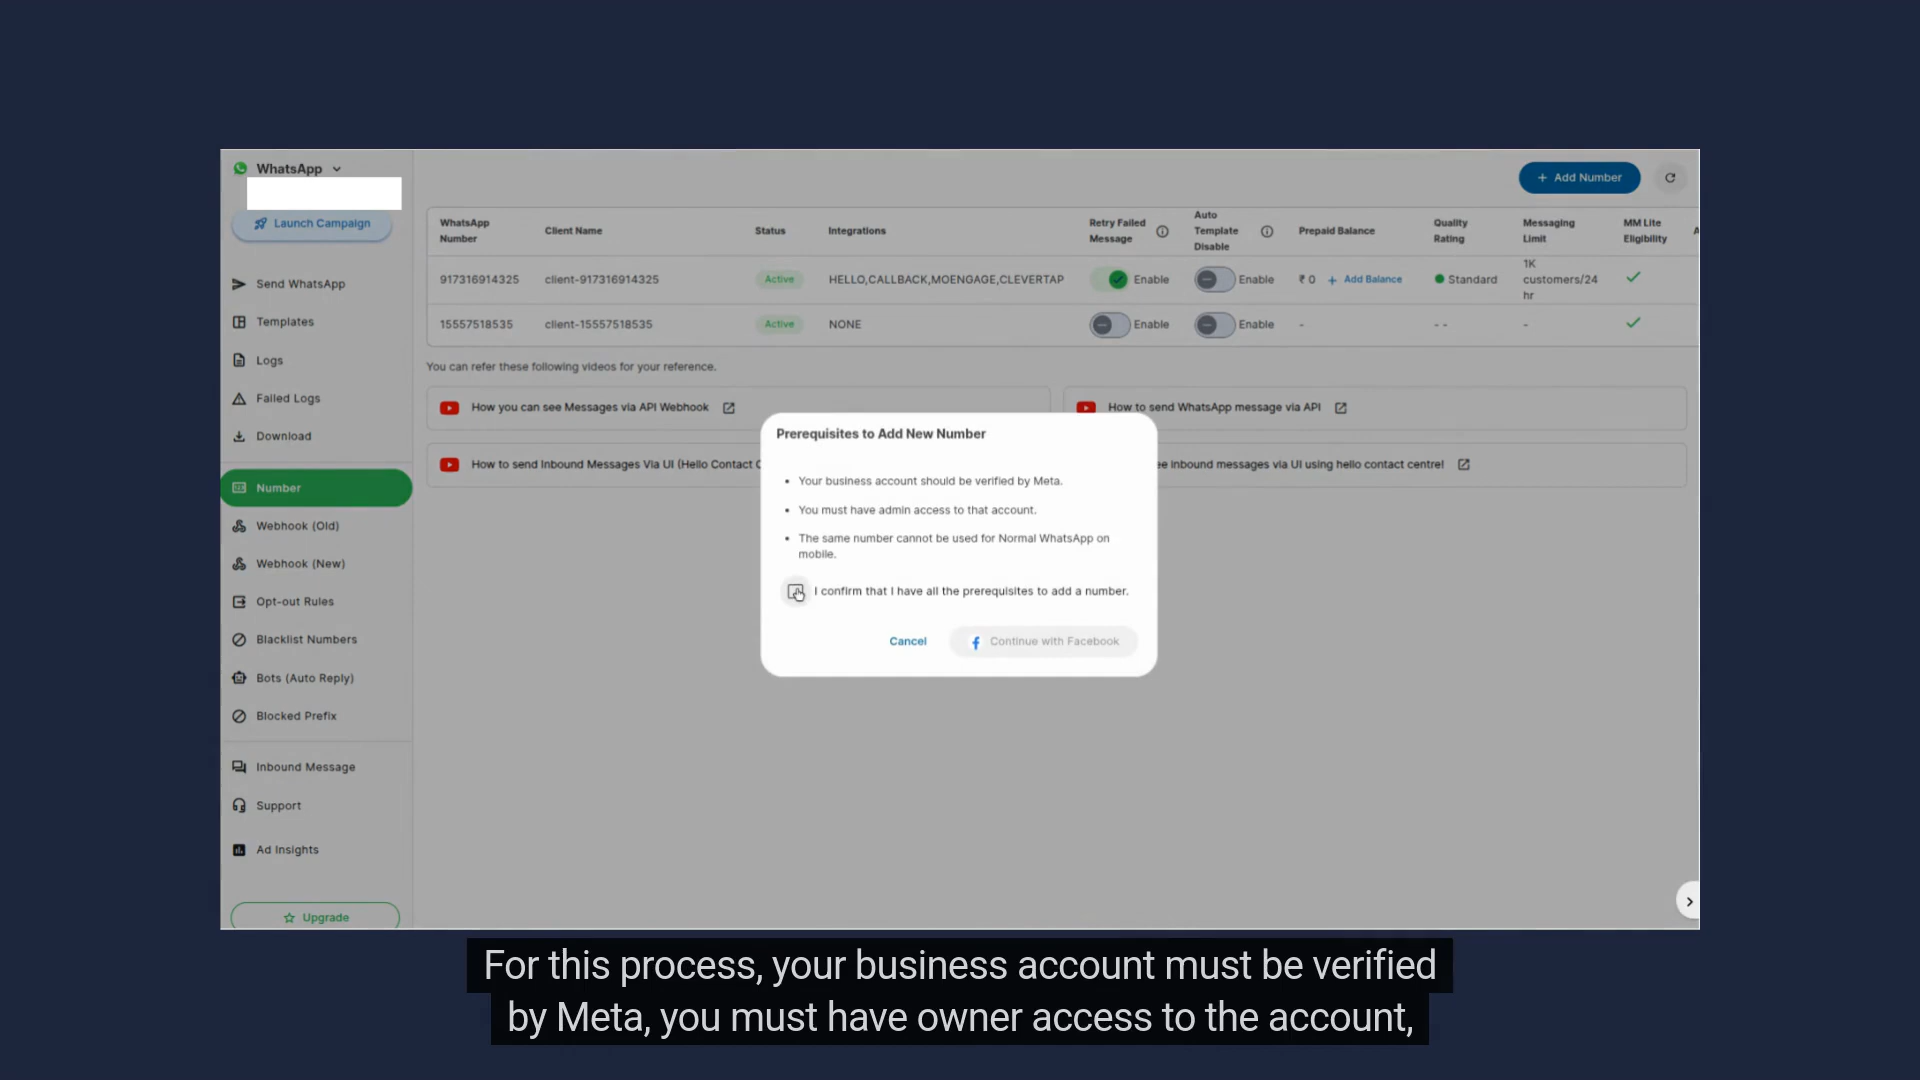 WhatsApp
Launch Campaign
Send WhatsApp
Templates
Logs
Failed Logs
Download
Number
Webhook (Old)
Webhook (New)
Opt-out Rules
Blacklist Numbers
Bots (Auto Reply)
Blocked Prefix
Inbound Message
Support
Ad Insights
Upgrade
+ Add Number
WhatsApp Number
Client Name
Status
Integrations
Retry Failed Message
Auto Template Disable
Prepaid Balance
Quality Rating
Messaging Limit
MM Lite Eligibility
A
917316914325 client-917316914325 Active HELLO,CALLBACK,MOENGAGE,CLEVERTAP Enable Enable ₹ 0 + Add Balance Standard 1K customers/24 hr
15557518535 client-15557518535 Active NONE Enable Enable - - - -
You can refer these following videos for your reference.
How you can see Messages via API Webhook
How to send WhatsApp message via API
How to send Inbound Messages Via UI (Hello Contact C
ee inbound messages via UI using hello contact centre!
Prerequisites to Add New Number
• Your business account should be verified by Meta.
• You must have admin access to that account.
• The same number cannot be used for Normal WhatsApp on
mobile.
I confirm that I have all the prerequisites to add a number.
Cancel
Continue with Facebook
For this process, your business account must be verified
by Meta, you must have owner access to the account,